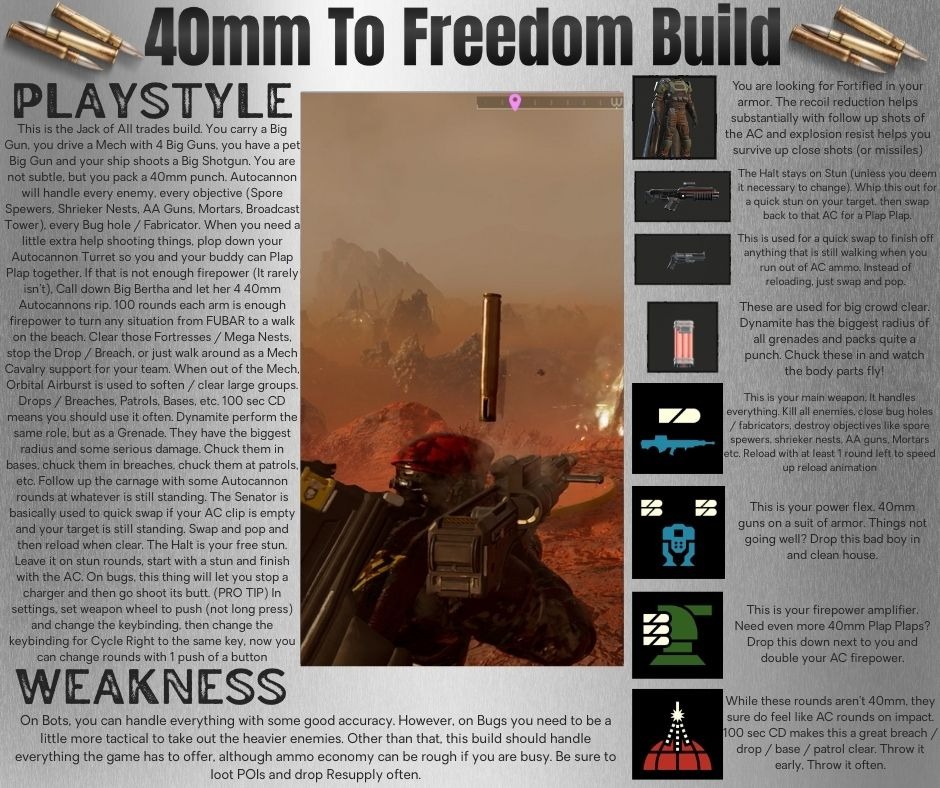 40mm To Freedom Build
PLAYSTYLE
This is the Jack of All trades build. You carry a Big
Gun, you drive a Mech with 4 Big Guns, you have a pet
Big Gun and your ship shoots a Big Shotgun. You are
not subtle, but you pack a 40mm punch. Autocannon
will handle every enemy, every objective (Spore
Spewers, Shrieker Nests, AA Guns, Mortars, Broadcast
Tower), every Bug hole / Fabricator. When you need a
little extra help shooting things, plop down your
Autocannon Turret so you and your buddy can Plap
Plap together. If that is not enough firepower (It rarely
isn't), Call down Big Bertha and let her 4 40mm
Autocannons rip. 100 rounds each arm is enough
firepower to turn any situation from FUBAR to a walk
on the beach. Clear those Fortresses / Mega Nests,
stop the Drop / Breach, or just walk around as a Mech
Cavalry support for your team. When out of the Mech,
Orbital Airburst is used to soften / clear large groups.
Drops / Breaches, Patrols, Bases, etc. 100 sec CD
means you should use it often. Dynamite perform the
same role, but as a Grenade. They have the biggest
radius and some serious damage. Chuck them in
bases, chuck them in breaches, chuck them at patrols,
etc. Follow up the carnage with some Autocannon
rounds at whatever is still standing. The Senator is
basically used to quick swap if your AC clip is empty
and your target is still standing. Swap and pop and
then reload when clear. The Halt is your free stun.
Leave it on stun rounds, start with a stun and finish
with the AC. On bugs, this thing will let you stop a
charger and then go shoot its butt. (PRO TIP) In
settings, set weapon wheel to push (not long press)
and change the keybinding, then change the
keybinding for Cycle Right to the same key, now you
can change rounds with 1 push of a button
WEAKNESS
On Bots, you can handle everything with some good accuracy. However, on Bugs you need to be a
little more tactical to take out the heavier enemies. Other than that, this build should handle
everything the game has to offer, although ammo economy can be rough if you are busy. Be sure to
loot POIs and drop Resupply often.
W
You are looking for Fortified in your
armor. The recoil reduction helps
substantially with follow up shots of
the AC and explosion resist helps you
survive up close shots (or missiles)
The Halt stays on Stun (unless you deem
it necessary to change). Whip this out for
a quick stun on your target, then swap
back to that AC for a Plap Plap.
This is used for a quick swap to finish off
anything that is still walking when you
run out of AC ammo. Instead of
reloading, just swap and pop.
These are used for big crowd clear.
Dynamite has the biggest radius of
all grenades and packs quite a
punch. Chuck these in and watch
the body parts fly!
This is your main weapon. It handles
everything. Kill all enemies, close bug holes
/ fabricators, destroy objectives like spore
spewers, shrieker nests, AA guns, Mortars
etc. Reload with at least 1 round left to speed
up reload animation
This is your power flex. 40mm
guns on a suit of armor. Things not
going well? Drop this bad boy in
and clean house.
This is your firepower amplifier.
Need even more 40mm Plap Plaps?
Drop this down next to you and
double your AC firepower.
While these rounds aren't 40mm, they
sure do feel like AC rounds on impact.
100 sec CD makes this a great breach /
drop / base / patrol clear. Throw it
early, Throw it often.